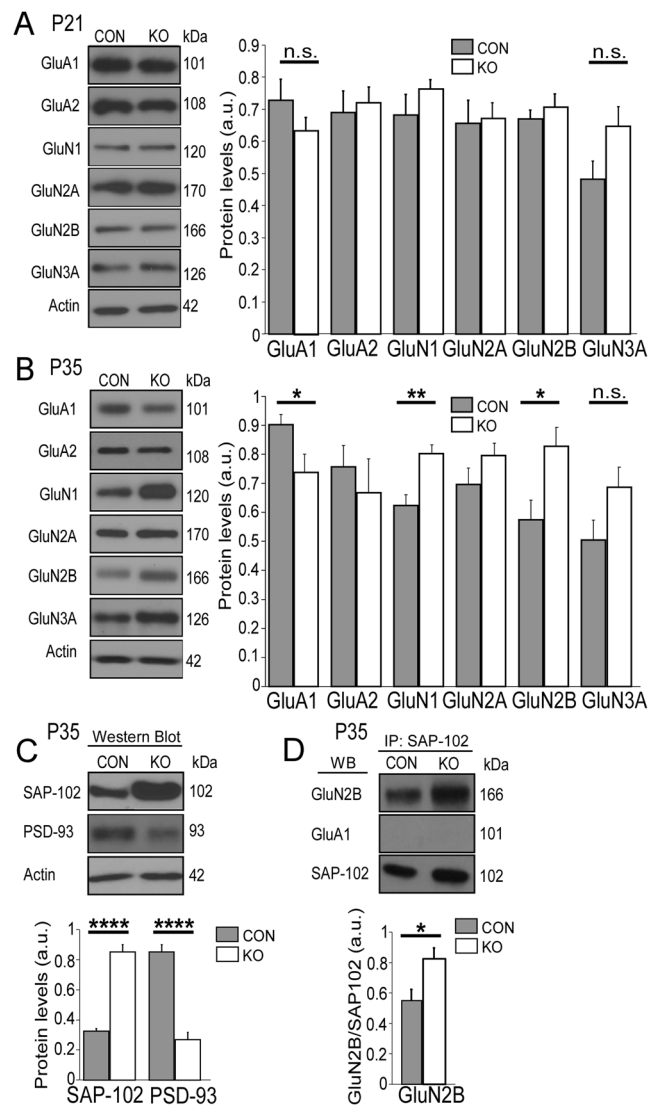 A P21
CON KO kDa
GluA1 101
GluA2 108
GluN1 120
GluN2A 170
GluN2B 166
GluN3A 126
Actin 42
Protein levels (a.u.)
0.9
0.8
0.7
0.6
0.5
0.4
0.3
0.2
0.1
0
n.s. n.s.
CON
KO
GluA1 GluA2 GluN1 GluN2A GluN2B GluN3A
B P35
CON KO kDa
GluA1 101
GluA2 108
GluN1 120
GluN2A 170
GluN2B 166
GluN3A 126
Actin 42
Protein levels (a.u.)
1
0.9
0.8
0.7
0.6
0.5
0.4
0.3
0.2
0.1
0
* ** * n.s.
CON
KO
GluA1 GluA2 GluN1 GluN2A GluN2B GluN3A
C P35 Western Blot
CON KO kDa
SAP-102 102
PSD-93 93
Actin 42
Protein levels (a.u.)
1
0.8
0.6
0.4
0.2
0
**** ****
CON
KO
SAP-102 PSD-93
D P35 IP: SAP-102
WB CON KO kDa
GluN2B 166
GluA1 101
SAP-102 102
GluN2B/SAP102 (a.u.)
1
0.8
0.6
0.4
0.2
0
*
CON
KO
GluN2B